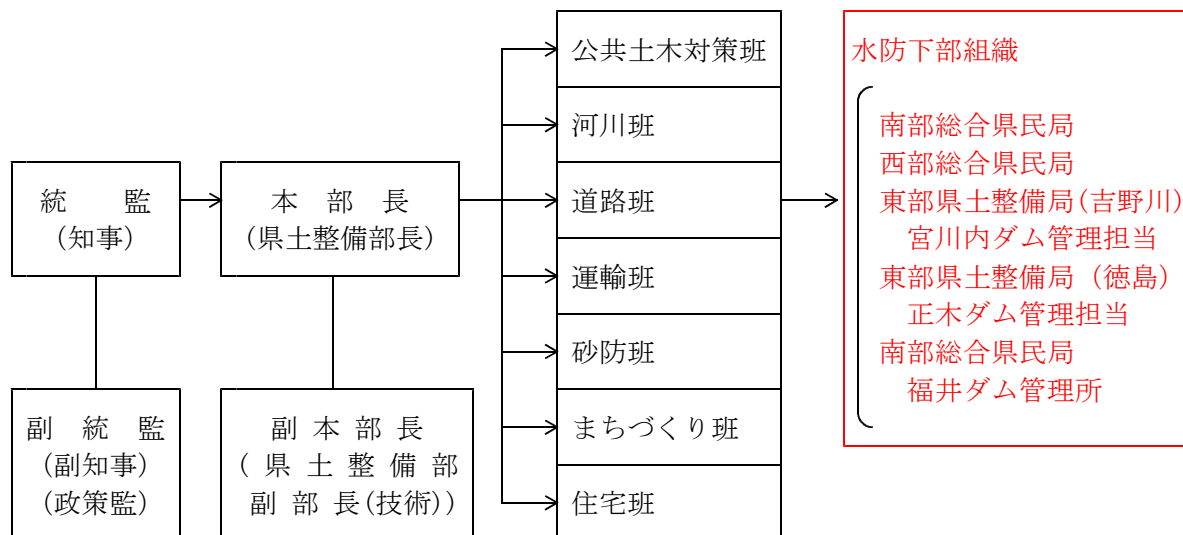 統 監
(知事)
副 統 監
(副知事)
(政策監)
本 部 長
(県土整備部長)
副 本 部 長
( 県 土 整 備 部
副 部 長(技術))
公共土木対策班
河川班
道路班
運輸班
砂防班
まちづくり班
住宅班
水防下部組織
南部総合県民局
西部総合県民局
東部県土整備局(吉野川)
宮川内ダム管理担当
東部県土整備局 (徳島)
正木ダム管理担当
南部総合県民局
福井ダム管理所